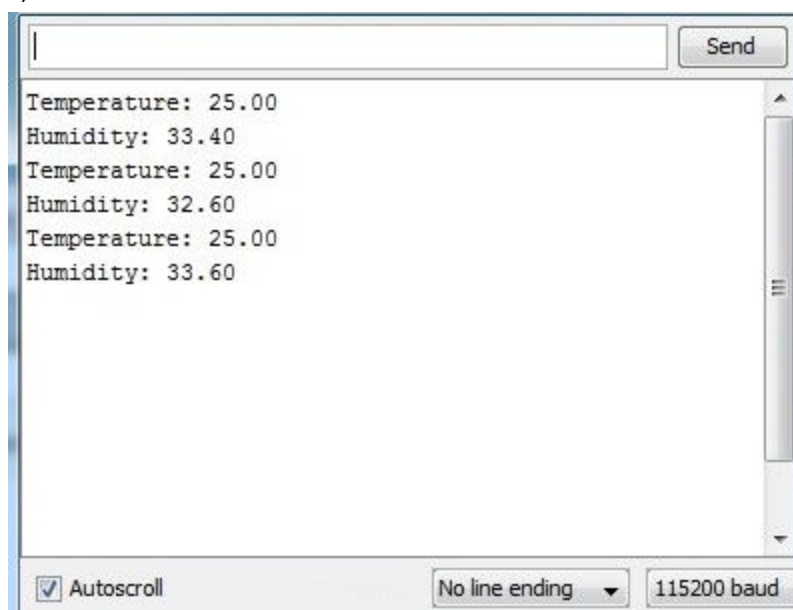 Send
Temperature: 25.00
Humidity: 33.40
Temperature: 25.00
Humidity: 32.60
Temperature: 25.00
Humidity: 33.60
Autoscroll No line ending 115200 baud